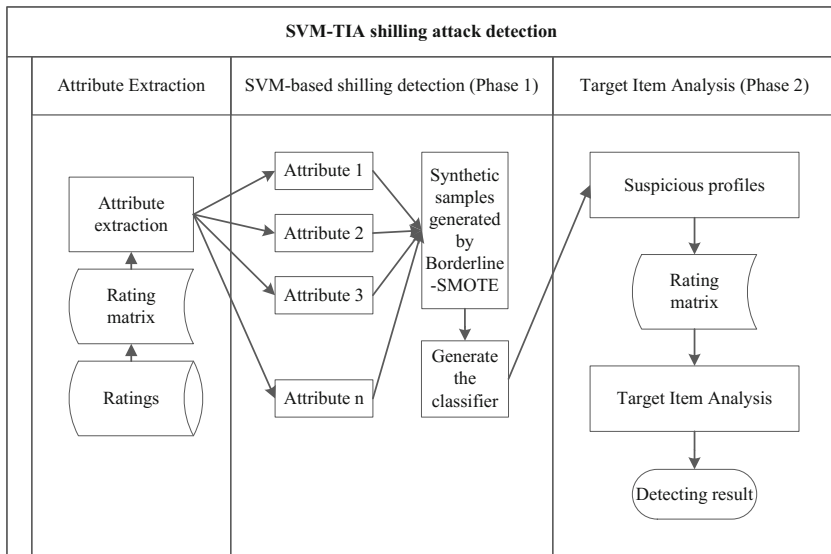 SVM-TIA shilling attack detection
Attribute Extraction
SVM-based shilling detection (Phase 1)
Target Item Analysis (Phase 2)
Attribute
extraction
Rating
matrix
Ratings
Attribute 1
Attribute 2
Attribute 3
Attribute n
Synthetic
samples
generated
by
Borderline
-SMOTE
Generate
the
classifier
Suspicious profiles
Rating
matrix
Target Item Analysis
Detecting result